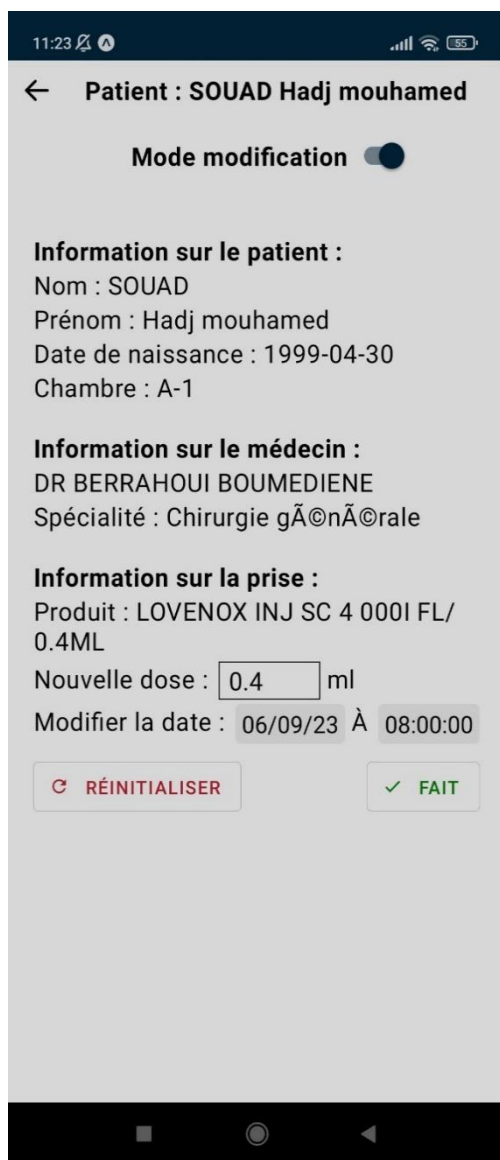 11:23
55
Patient : SOUAD Hadj mouhamed
Mode modification
Information sur le patient :
Nom : SOUAD
Prénom : Hadj mouhamed
Date de naissance : 1999-04-30
Chambre : A-1
Information sur le médecin :
DR BERRAHOUI BOUMEDIENE
Spécialité : Chirurgie gÃ©nÃ©rale
Information sur la prise :
Produit : LOVENOX INJ SC 4 000I FL/
0.4ML
Nouvelle dose : 0.4 ml
Modifier la date : 06/09/23 À 08:00:00
RÉINITIALISER FAIT